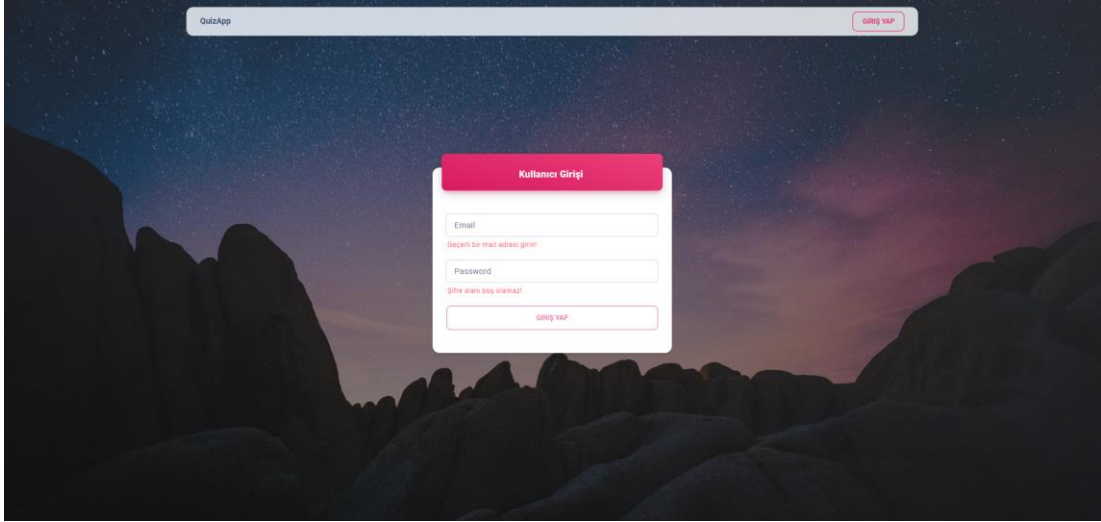 QuizApp
GIRIŞ YAP
Kullanıcı Girişi
Email
Geçerli bir mail adresi girin!
Password
Şifre alanı boş olamaz!
GIRIŞ YAP